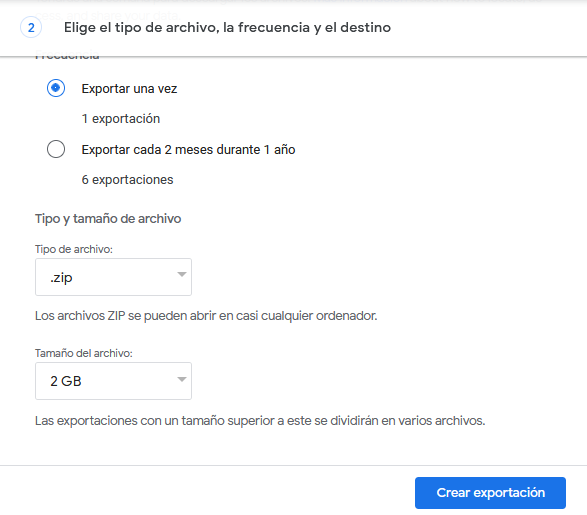 2
Elige el tipo de archivo, la frecuencia y el destino
Frecuencia
Exportar una vez
1 exportación
Exportar cada 2 meses durante 1 año
6 exportaciones
Tipo y tamaño de archivo
Tipo de archivo:
.zip
Los archivos ZIP se pueden abrir en casi cualquier ordenador.
Tamaño del archivo:
2 GB
Las exportaciones con un tamaño superior a este se dividirán en varios archivos.
Crear exportación